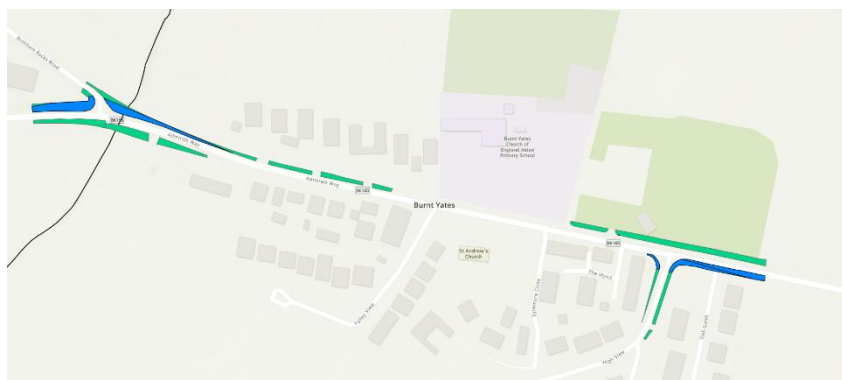 Brimham Rocks Road
B6165
Admirals Way
Admirals Way
B6165
Burnt Yates
Church of
England Aided
Primary School
Burnt Yates
B6165
St Andrew's
Church
The Wynd
Sycamore Close
Fulley View
High View
Oak Garth